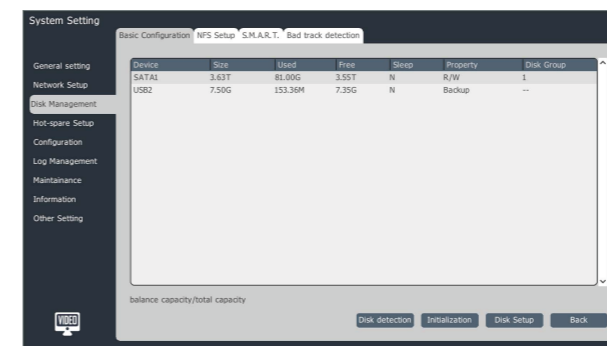 System Setting
Basic Configuration NFS Setup S.M.A.R.T. Bad track detection
General setting
Network Setup
Disk Management
Hot-spare Setup
Configuration
Log Management
Maintainance
Information
Other Setting
Device Size Used Free Sleep Property Disk Group
SATA1 3.63T 81.00G 3.55T N R/W 1
USB2 7.50G 153.36M 7.35G N Backup --
balance capacity/total capacity
Disk detection Initialization Disk Setup Back
VIDEO